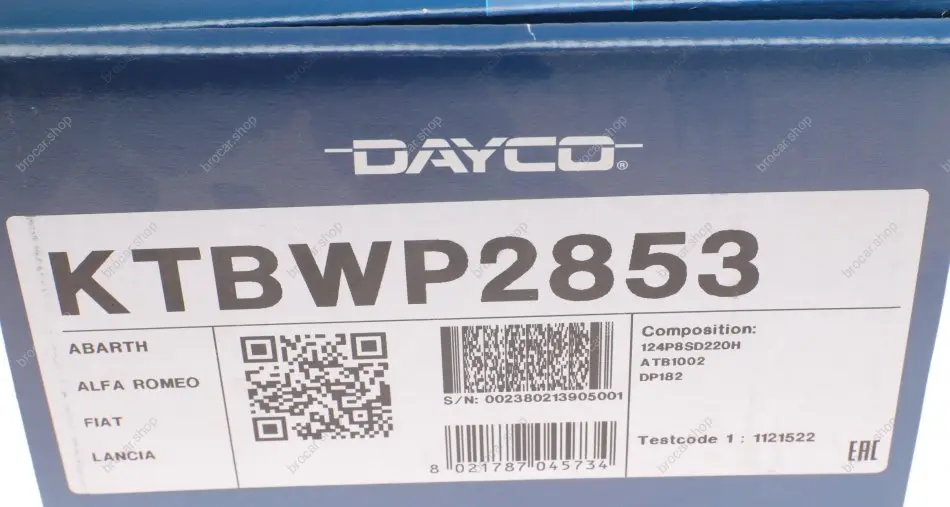 DAYCO®
KTBWP2853
ABARTH
ALFA ROMEO
FIAT
LANCIA
S/N: 002380213905001
8 021787 045734
Composition:
124P8SD220H
ATB1002
DP182
Testcode 1 : 1121522
EAC
brocar.shop